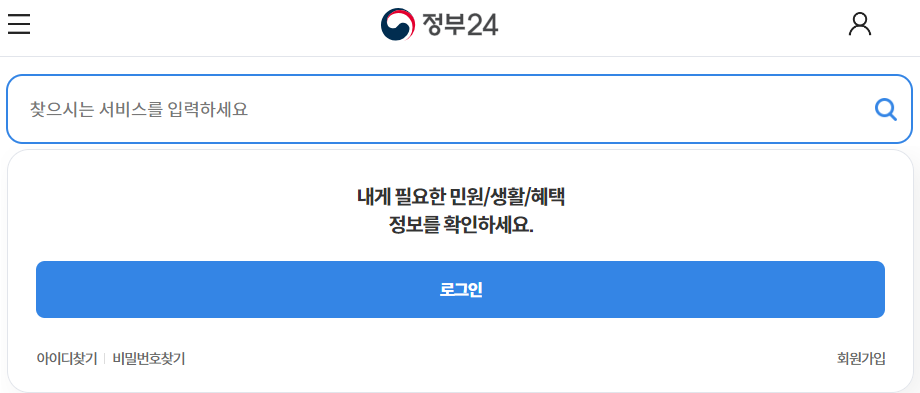 정부24
찾으시는 서비스를 입력하세요
내게 필요한 민원/생활/혜택
정보를 확인하세요.
로그인
아이디찾기 | 비밀번호찾기
회원가입